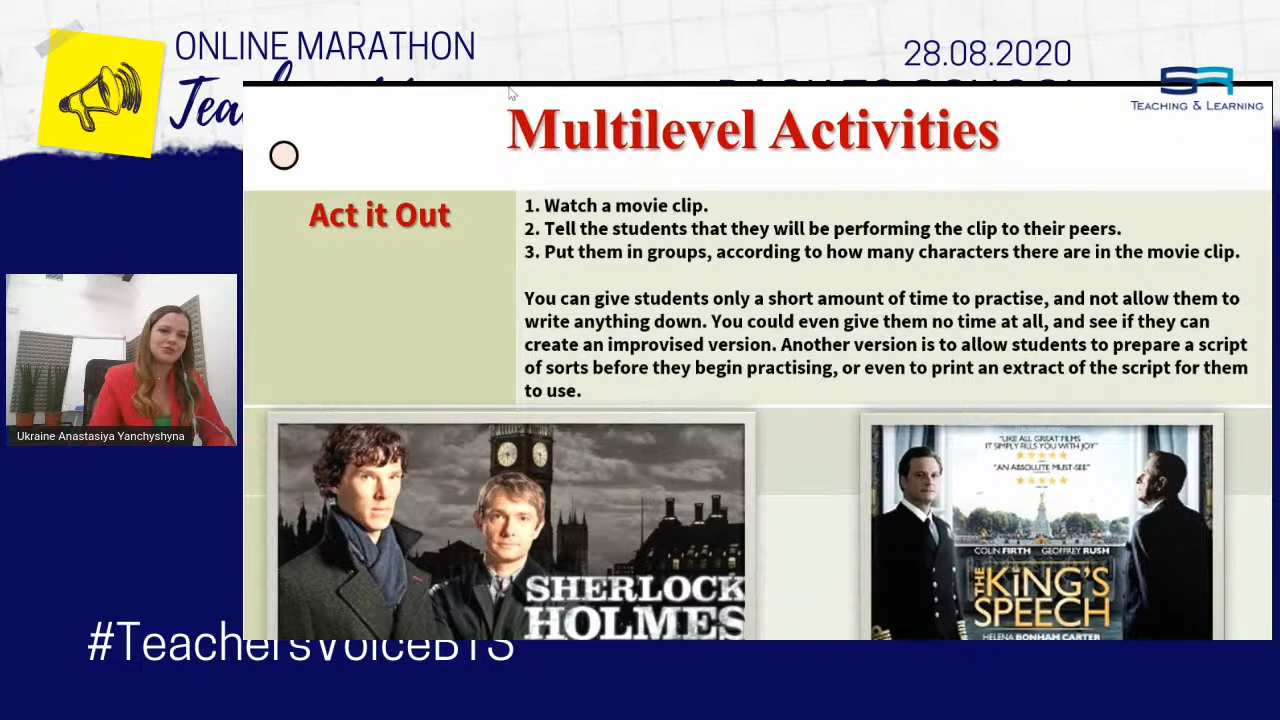 ONLINE MARATHON
28.08.2020
TEACHING & LEARNING
Multilevel Activities
Act it Out
1. Watch a movie clip.
2. Tell the students that they will be performing the clip to their peers.
3. Put them in groups, according to how many characters there are in the movie clip.
You can give students only a short amount of time to practise, and not allow them to
write anything down. You could even give them no time at all, and see if they can
create an improvised version. Another version is to allow students to prepare a script
of sorts before they begin practising, or even to print an extract of the script for them
to use.
Ukraine Anastasiya Yanchyshyna
SHERLOCK
HOLMES
"LIKE ALL GREAT FILMS
IT SIMPLY FILLS YOU WITH JOY"
"AN ABSOLUTE MUST-SEE"
COLIN FIRTH GEOFFREY RUSH
THE KING'S
SPEECH
HELENA BONHAM CARTER
#TeachersVoiceBTS